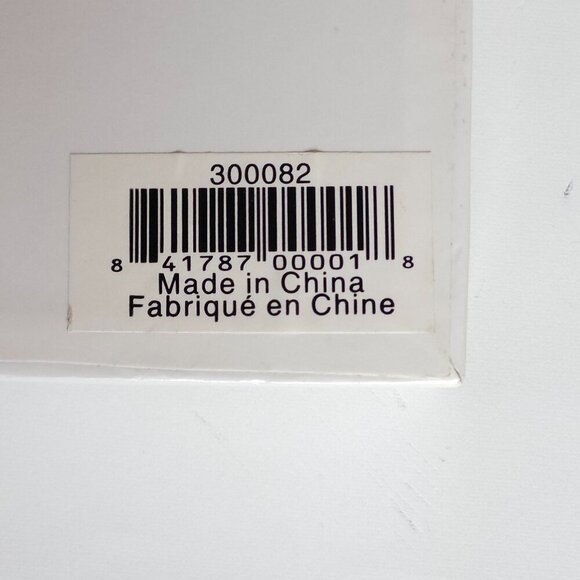 300082
8 41787 00001 8
Made in China
Fabriqué en Chine